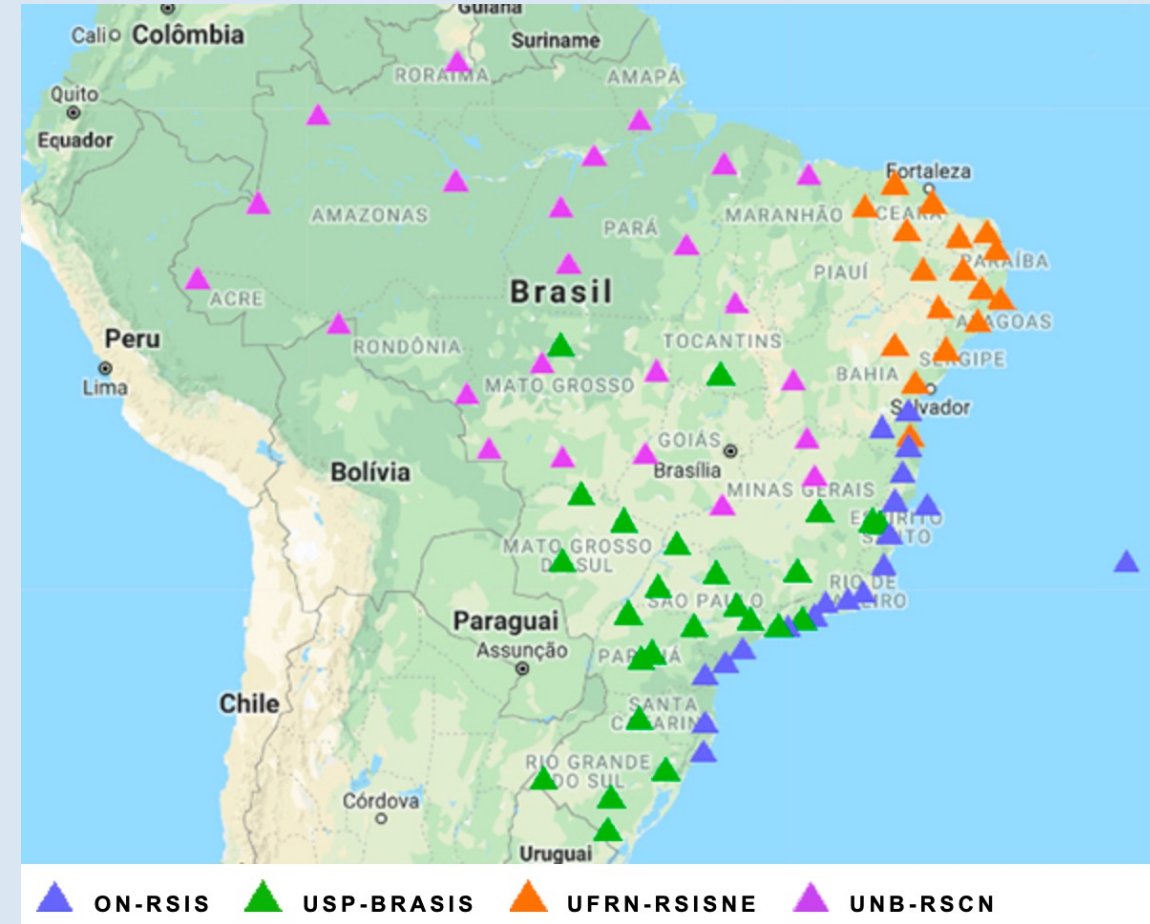 Guiana
Cali
Colômbia
Suriname
RORAIMA
AMAPÁ
Quito
Equador
Fortaleza
AMAZONAS
MARANHÃO
CEARÁ
PARÁ
PARAÍBA
PIAUÍ
ACRE
Brasil
ALAGOAS
Peru
RONDÔNIA
TOCANTINS
SERGIPE
Lima
MATO GROSSO
BAHIA
Salvador
GOIÁS
Bolívia
Brasília
MINAS GERAIS
ESPÍRITO
SANTO
MATO GROSSO
DO SUL
RIO DE
JANEIRO
SÃO PAULO
Paraguai
Assunção
PARANÁ
Chile
SANTA
CATARINA
RIO GRANDE
DO SUL
Córdova
Uruguai
ON-RSIS USP-BRASIS UFRN-RSISNE UNB-RSCN